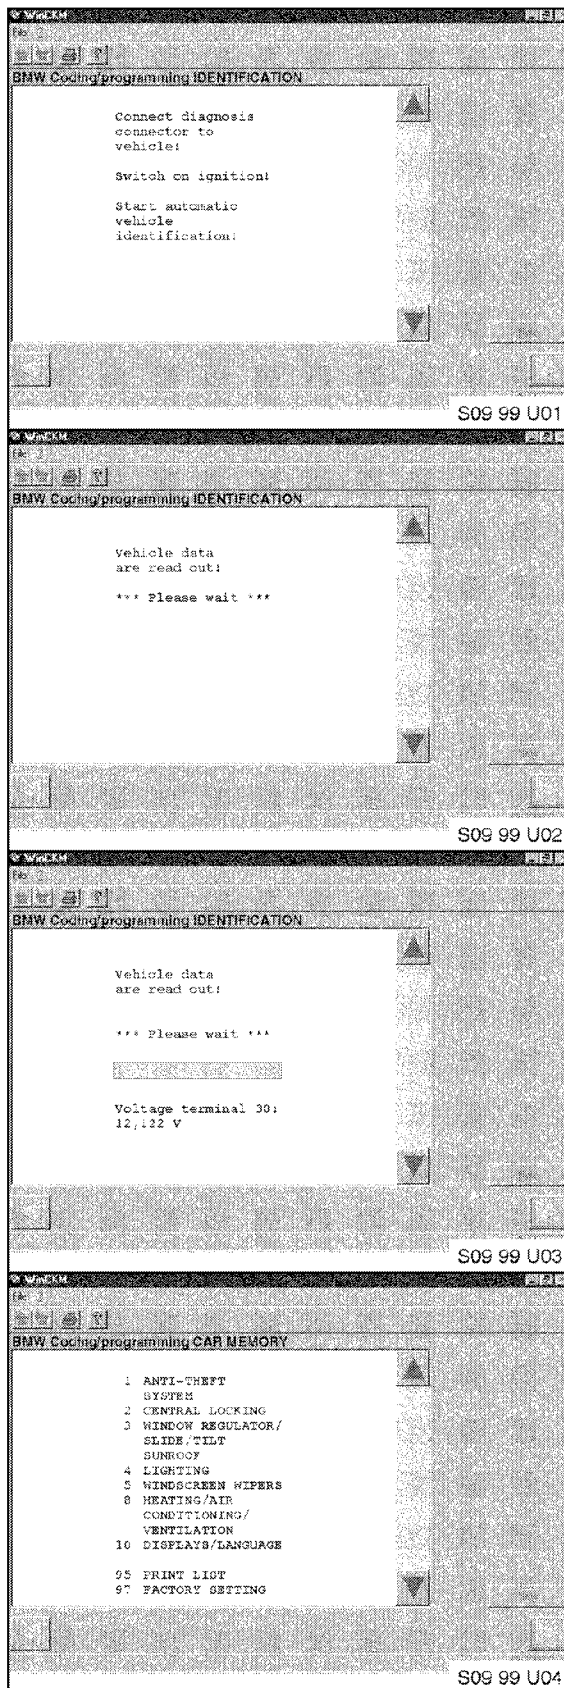 WinCKM
File ?
BMW Coding/programming IDENTIFICATION
Connect diagnosis
connector to
vehicle!
Switch on ignition!
Start automatic
vehicle
identification!
S09 99 U01
WinCKM
File ?
BMW Coding/programming IDENTIFICATION
Vehicle data
are read out!
*** Please wait ***
S09 99 U02
WinCKM
File ?
BMW Coding/programming IDENTIFICATION
Vehicle data
are read out!
*** Please wait ***
Voltage terminal 30:
12,122 V
S09 99 U03
WinCKM
File ?
BMW Coding/programming CAR MEMORY
1 ANTI-THEFT
SYSTEM
2 CENTRAL LOCKING
3 WINDOW REGULATOR/
SLIDE/TILT
SUNROOF
4 LIGHTING
5 WINDSCREEN WIPERS
8 HEATING/AIR
CONDITIONING/
VENTILATION
10 DISPLAYS/LANGUAGE
95 PRINT LIST
97 FACTORY SETTING
S09 99 U04